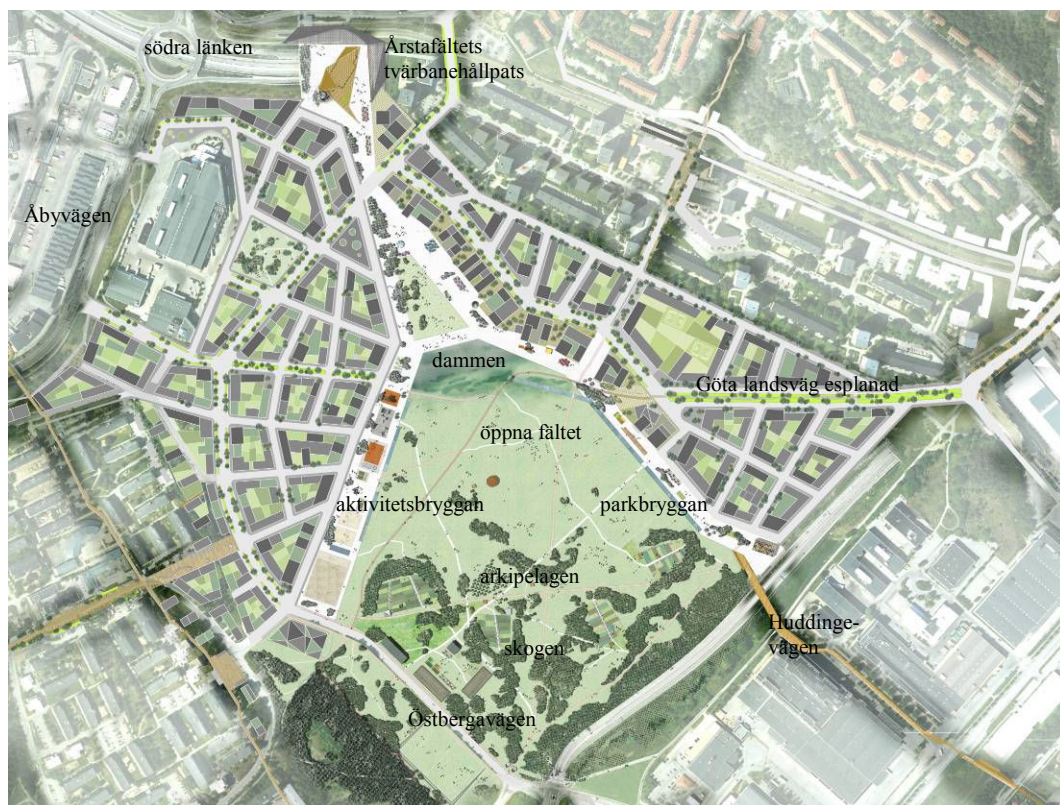 södra länken
Årstafältets
tvärbanehållpats
Åbyvägen
dammen
Göta landsväg esplanad
öppna fältet
aktivitetsbryggan
parkbryggan
arkipelagen
Huddinge-
vägen
skogen
Östbergavägen